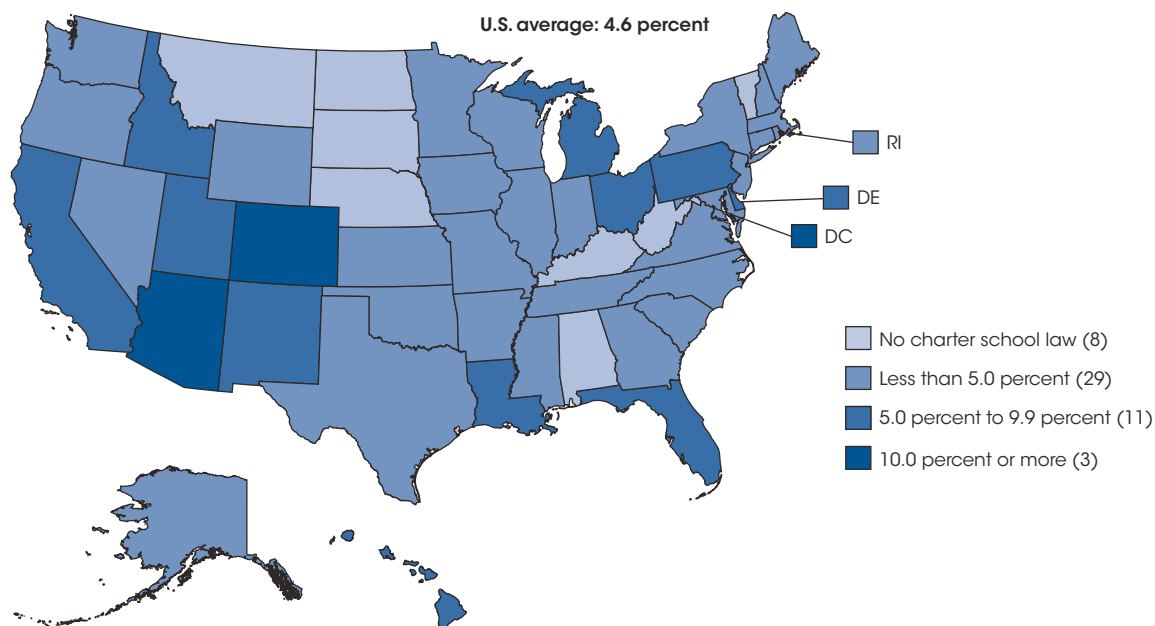 U.S. average: 4.6 percent
RI
DE
DC
No charter school law (8)
Less than 5.0 percent (29)
5.0 percent to 9.9 percent (11)
10.0 percent or more (3)